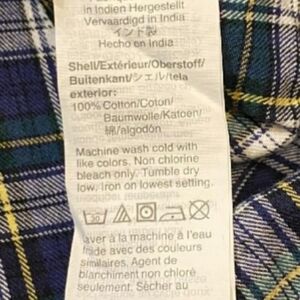 in Indien Hergestellt
Vervaardigd in India
インド製
Hecho en India
Shell/Extérieur/Oberstoff/
Buitenkant/シェル/tela
exterior:
100% Cotton/Coton/
Baumwolle/Katoen/
綿/algodón
Machine wash cold with
like colors. Non chlorine
bleach only. Tumble dry
low. Iron on lowest setting.
30
laver à la machine à l'eau
froide avec des couleurs
similaires. Agent de
blanchiment non chloré
seulement. Sécher au